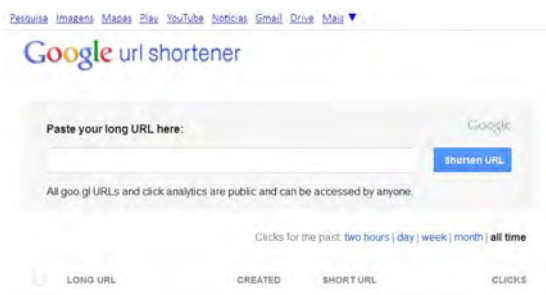 Pesquisa Imagens Mapas Play YouTube Notícias Gmail Drive Mais
Google url shortener
Paste your long URL here:
Google
Shorten URL
All goo.gl URLs and click analytics are public and can be accessed by anyone.
Clicks for the past: two hours | day | week | month | all time
LONG URL CREATED SHORT URL CLICKS